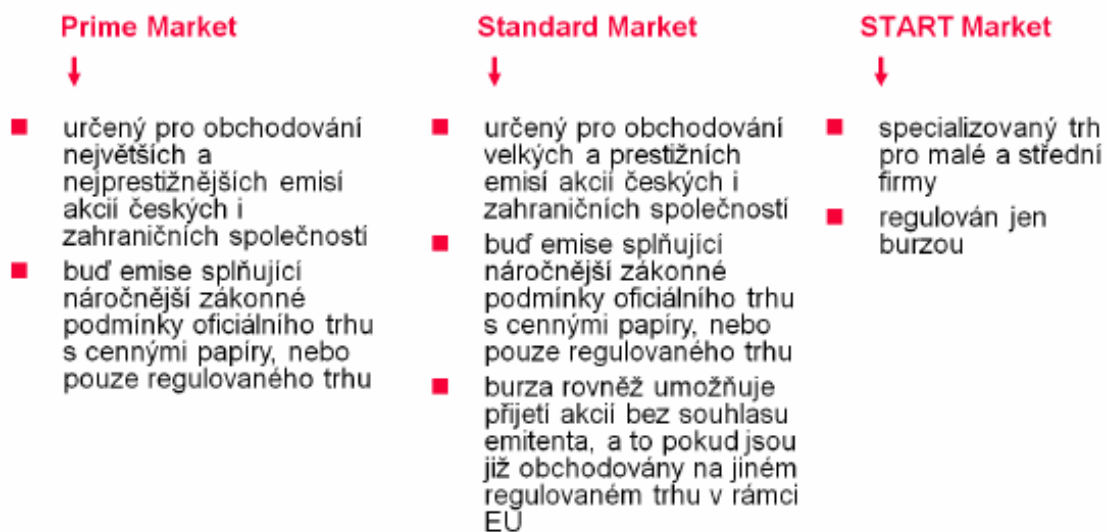 Prime Market
určený pro obchodování
největších a
nejprestižnějších emisí
akcií českých i
zahraničních společností
buď emise splňující
náročnější zákonné
podmínky oficiálního trhu
s cennými papíry, nebo
pouze regulovaného trhu
Standard Market
určený pro obchodování
velkých a prestižních
emisí akcií českých i
zahraničních společností
buď emise splňující
náročnější zákonné
podmínky oficiálního trhu
s cennými papíry, nebo
pouze regulovaného trhu
burza rovněž umožňuje
přijetí akcií bez souhlasu
emitenta, a to pokud jsou
již obchodovány na jiném
regulovaném trhu v rámci
EU
START Market
specializovaný trh
pro malé a střední
firmy
regulován jen
burzou